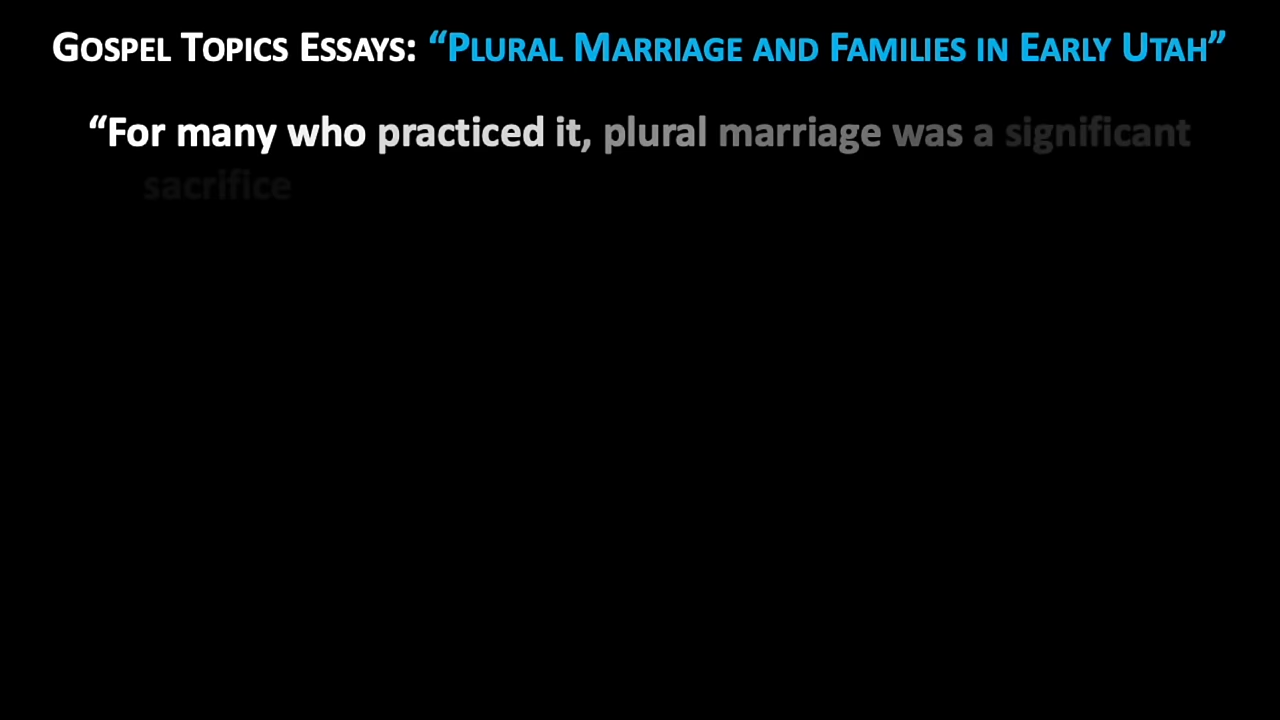 Gospel Topics Essays: “Plural Marriage and Families in Early Utah”
“For many who practiced it, plural marriage was a significant
sacrifice